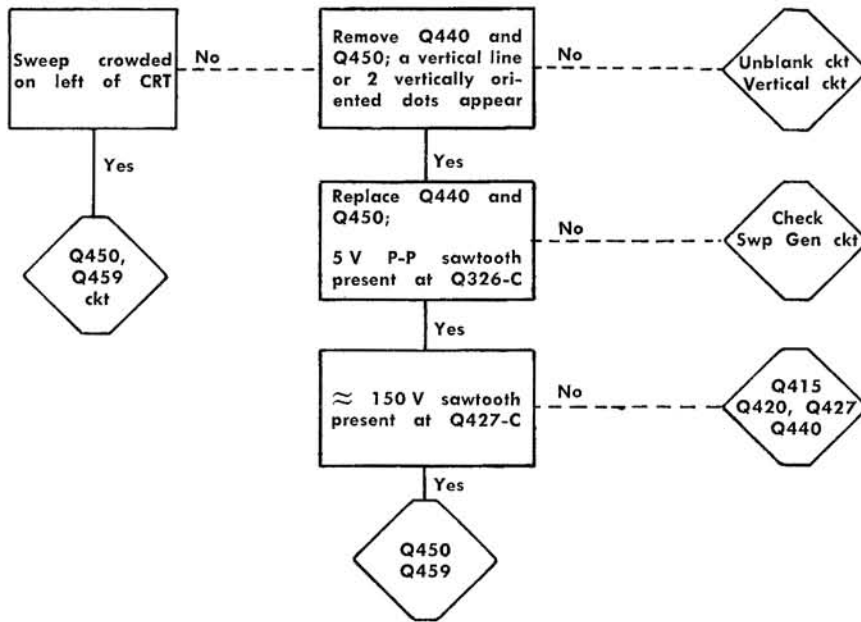 Sweep crowded
on left of CRT
No
Remove Q440 and
Q450; a vertical line
or 2 vertically ori-
ented dots appear
No
Unblank ckt
Vertical ckt
Yes
Q450,
Q459
ckt
Yes
Replace Q440 and
Q450;
5 V P-P sawtooth
present at Q326-C
No
Check
Swp Gen ckt
Yes
≈ 150 V sawtooth
present at Q427-C
No
Q415
Q420, Q427
Q440
Yes
Q450
Q459